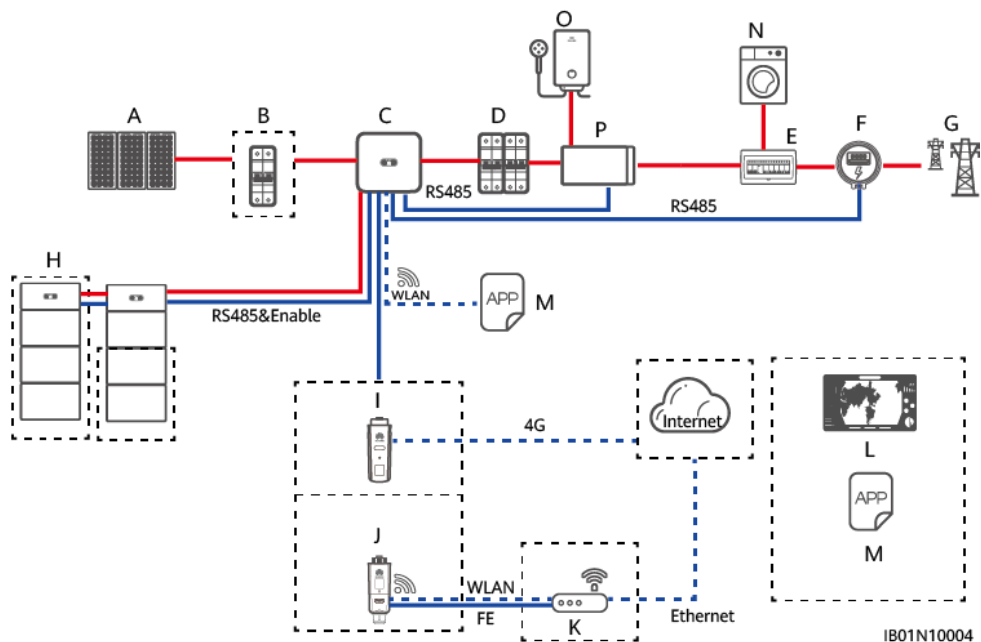 O
N
A
B
C
D
P
E
F
G
RS485
RS485
H
WLAN
APP
M
RS485&Enable
I
4G
Internet
L
APP
M
J
WLAN
FE
K
Ethernet
IB01N10004